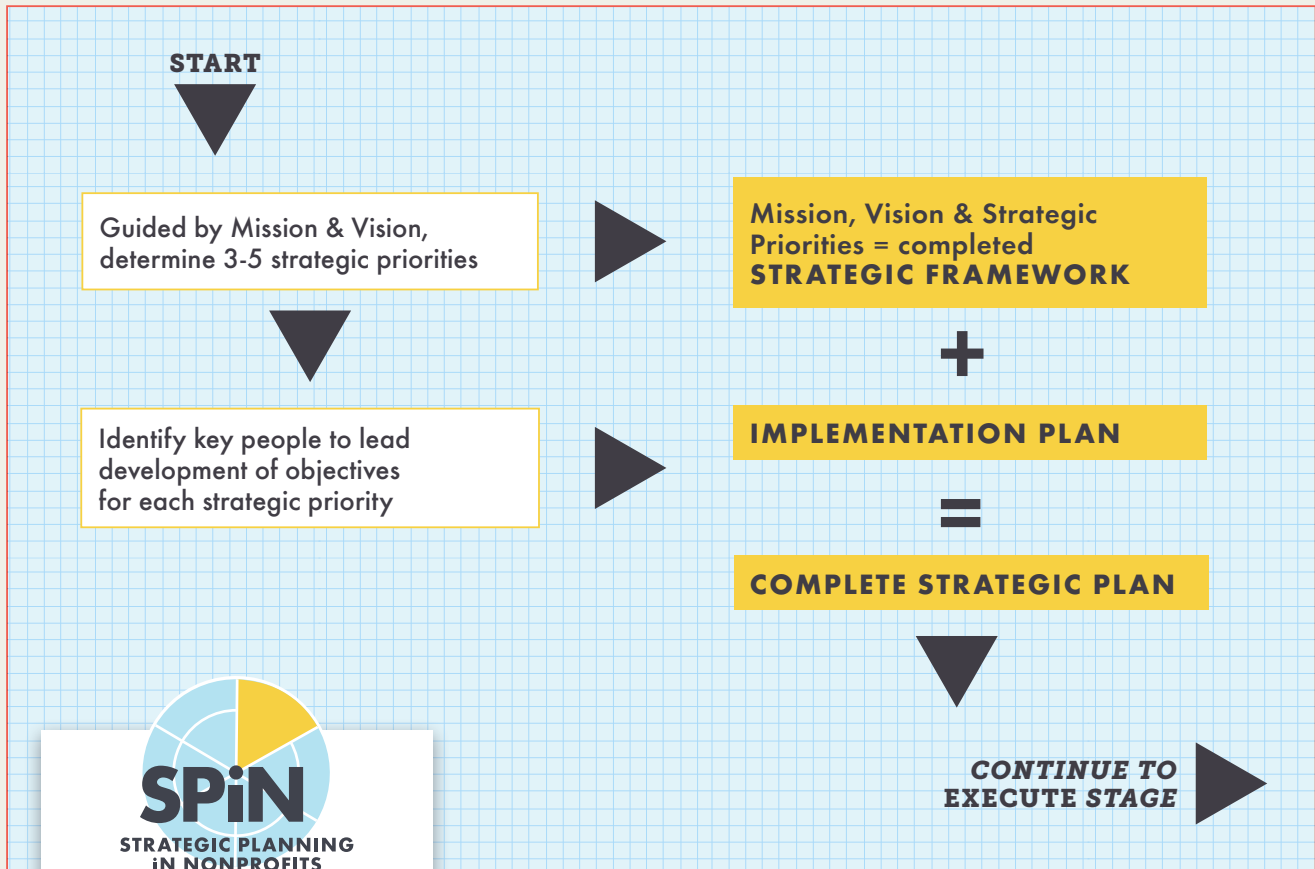 START
Guided by Mission & Vision,
determine 3-5 strategic priorities
Mission, Vision & Strategic
Priorities = completed
STRATEGIC FRAMEWORK
+
Identify key people to lead
development of objectives
for each strategic priority
IMPLEMENTATION PLAN
=
COMPLETE STRATEGIC PLAN
CONTINUE TO
EXECUTE STAGE
SPiN
STRATEGIC PLANNING
iN NONPROFITS